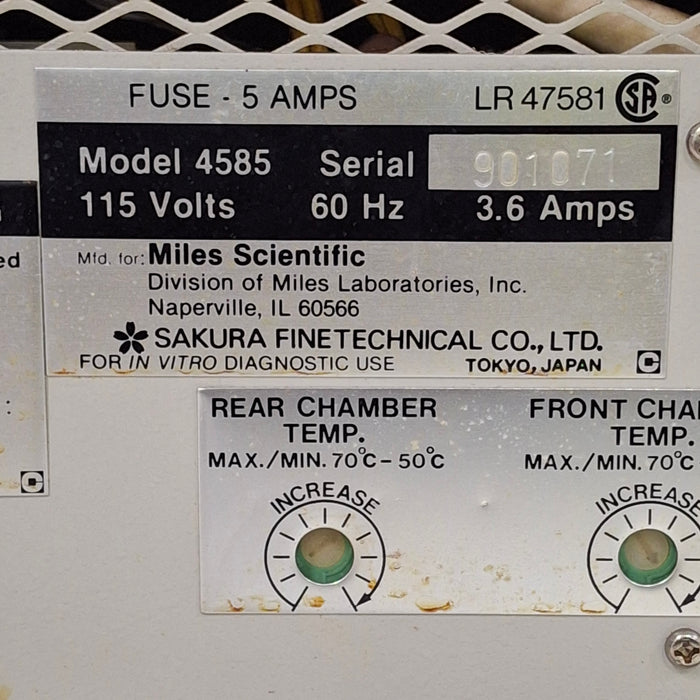 FUSE - 5 AMPS LR 47581 SA ®
Model 4585 Serial 901071
115 Volts 60 Hz 3.6 Amps
ed
Mfd. for: Miles Scientific
Division of Miles Laboratories, Inc.
Naperville, IL 60566
SAKURA FINETECHNICAL CO., LTD.
FOR IN VITRO DIAGNOSTIC USE TOKYO, JAPAN
:
REAR CHAMBER
TEMP.
MAX./MIN. 70°C - 50°C
INCREASE
FRONT CHA
TEMP.
MAX./MIN. 70°C
INCREASE